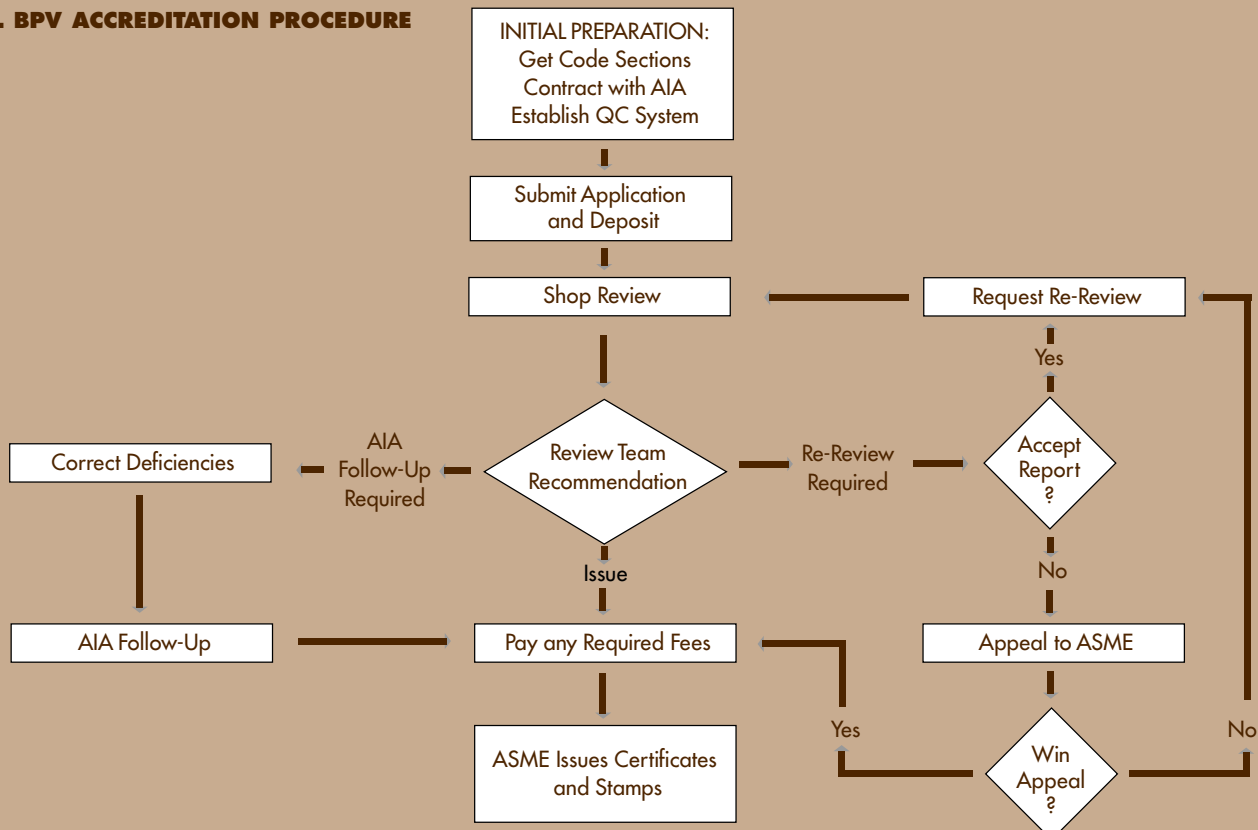 . BPV ACCREDITATION PROCEDURE
INITIAL PREPARATION:
Get Code Sections
Contract with AIA
Establish QC System
Submit Application
and Deposit
Shop Review
Request Re-Review
Yes
Correct Deficiencies
AIA
Follow-Up
Required
Review Team
Recommendation
Re-Review
Required
Accept
Report
?
Issue
No
AIA Follow-Up
Pay any Required Fees
Appeal to ASME
Yes
No
ASME Issues Certificates
and Stamps
Win
Appeal
?